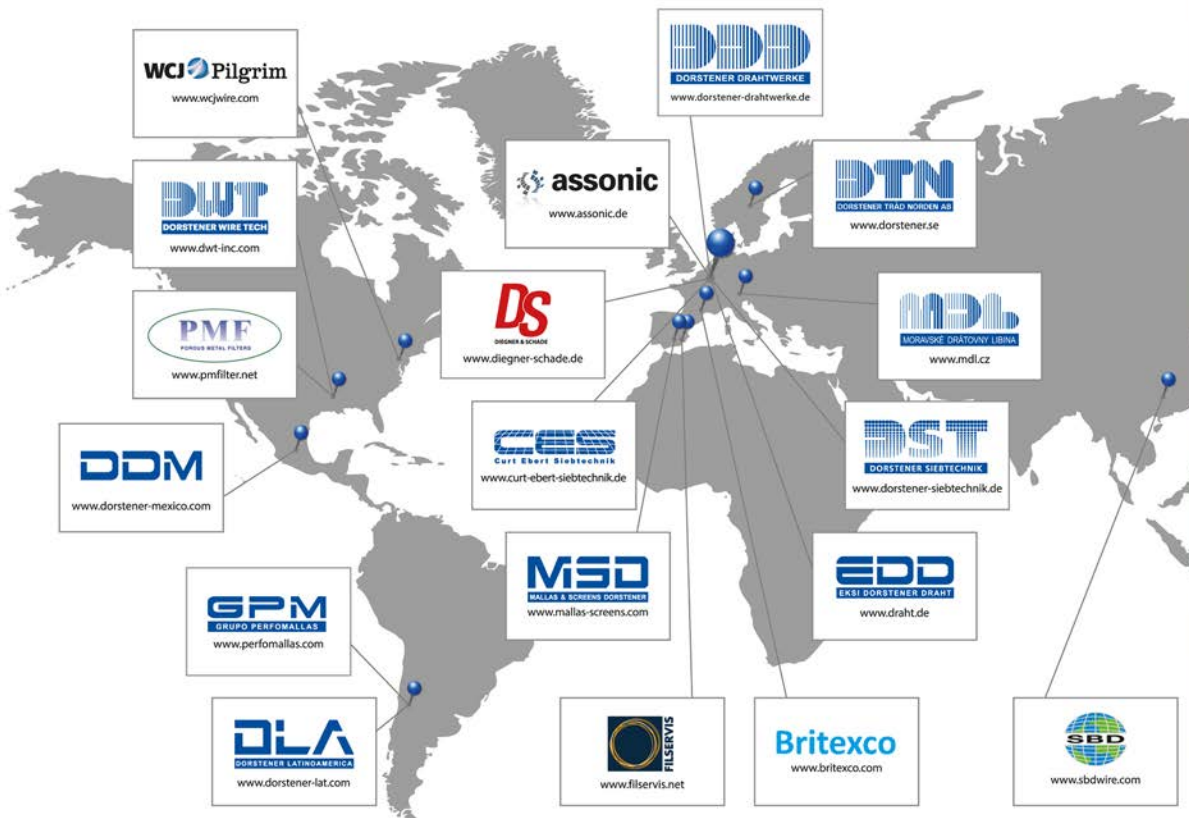 WCJ Pilgrim
www.wcjwire.com
DDD
DORSTENER DRAHTWERKE
www.dorstener-drahtwerke.de
DWT
DORSTENER WIRE TECH
www.dwt-inc.com
assonic
www.assonic.de
DTN
DORSTENER TRÅD NORDEN AB
www.dorstener.se
PMF
POROUS METAL FILTERS
www.pmfilter.net
DS
DIEGNER & SCHADE
www.diegner-schade.de
MDL
MORAVSKÉ DRÁTOVNY LIBINA
www.mdl.cz
DDM
www.dorstener-mexico.com
CES
Curt Ebert Siebtechnik
www.curt-ebert-siebtechnik.de
DST
DORSTENER SIEBTECHNIK
www.dorstener-siebtechnik.de
GPM
GRUPO PERFOMALLAS
www.perfomallas.com
MSD
MALLAS & SCREENS DORSTENER
www.mallas-screens.com
EDD
EKSI DORSTENER DRAHT
www.draht.de
DLA
DORSTENER LATINOAMERICA
www.dorstener-lat.com
FILSERVIS
www.filservis.net
Britexco
www.britexco.com
SBD
www.sbdwire.com